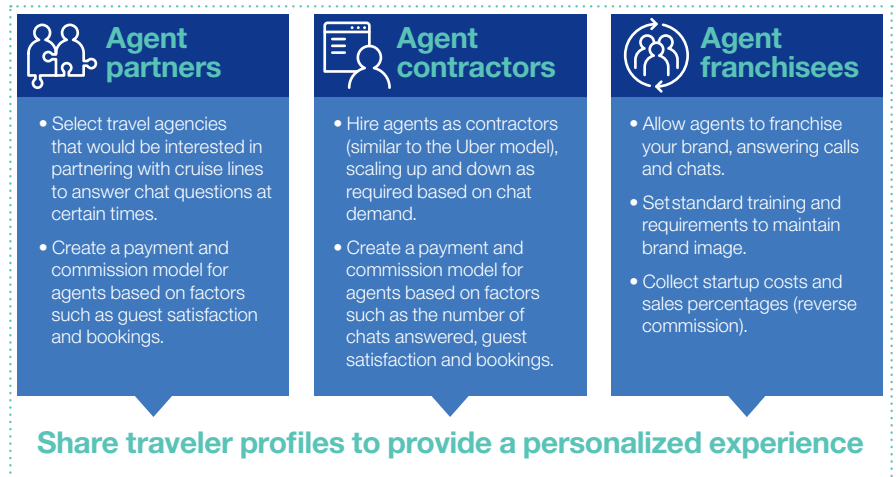 Agent
partners
• Select travel agencies
that would be interested in
partnering with cruise lines
to answer chat questions at
certain times.
• Create a payment and
commission model for
agents based on factors
such as guest satisfaction
and bookings.
Agent
contractors
• Hire agents as contractors
(similar to the Uber model),
scaling up and down as
required based on chat
demand.
• Create a payment and
commission model for
agents based on factors
such as the number of
chats answered, guest
satisfaction and bookings.
Agent
franchisees
• Allow agents to franchise
your brand, answering calls
and chats.
• Set standard training and
requirements to maintain
brand image.
• Collect startup costs and
sales percentages (reverse
commission).
Share traveler profiles to provide a personalized experience